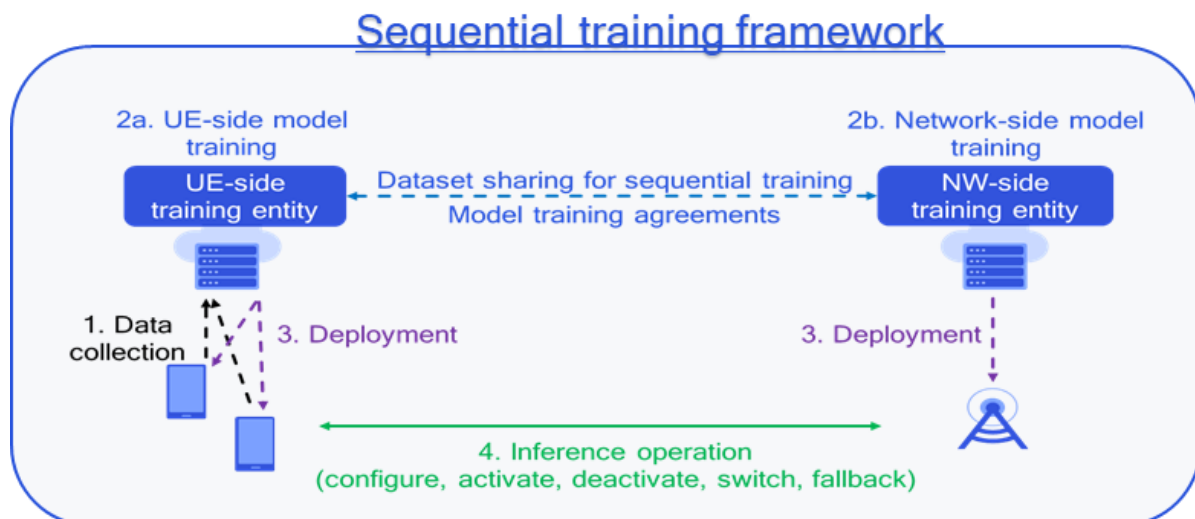 Sequential training framework
2a. UE-side model
training
2b. Network-side model
training
UE-side
training entity
Dataset sharing for sequential training
Model training agreements
NW-side
training entity
1. Data
collection
3. Deployment
3. Deployment
4. Inference operation
(configure, activate, deactivate, switch, fallback)